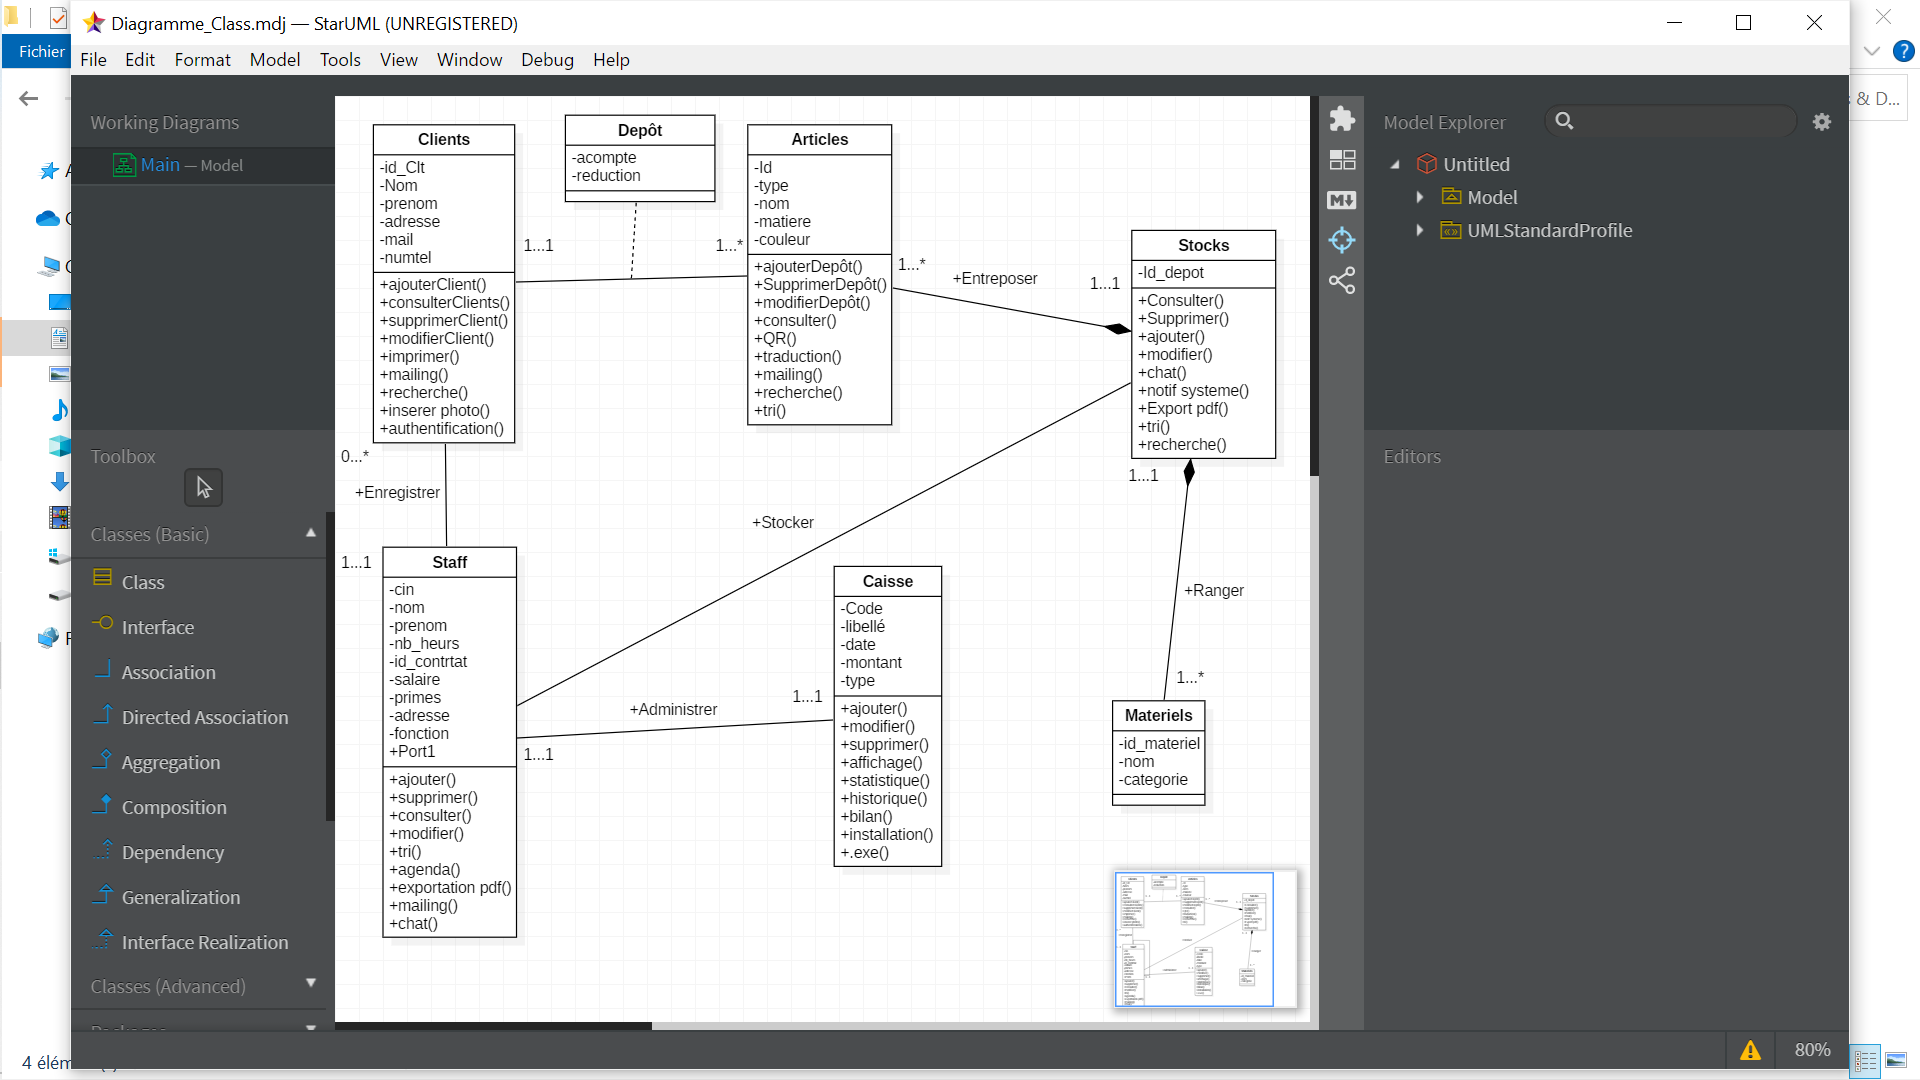 Diagramme_Class.mdj — StarUML (UNREGISTERED)
Fichier
File Edit Format Model Tools View Window Debug Help
& D...
Working Diagrams
Main — Model
Toolbox
Classes (Basic)
Class
Interface
Association
Directed Association
Aggregation
Composition
Dependency
Generalization
Interface Realization
Classes (Advanced)
Clients
-id_Clt
-Nom
-prenom
-adresse
-mail
-numtel
+ajouterClient()
+consulterClients()
+supprimerClient()
+modifierClient()
+imprimer()
+mailing()
+recherche()
+inserer photo()
+authentification()
Depôt
-acompte
-reduction
1...1
1...*
Articles
-Id
-type
-nom
-matiere
-couleur
+ajouterDepôt()
+SupprimerDepôt()
+modifierDepôt()
+consulter()
+QR()
+traduction()
+mailing()
+recherche()
+tri()
1...*
+Entreposer
1...1
Stocks
-Id_depot
+Consulter()
+Supprimer()
+ajouter()
+modifier()
+chat()
+notif systeme()
+Export pdf()
+tri()
+recherche()
0...*
+Enregistrer
1...1
+Stocker
1...1
+Ranger
1...*
Staff
-cin
-nom
-prenom
-nb_heurs
-id_contrtat
-salaire
-primes
-adresse
-fonction
+Port1
+ajouter()
+supprimer()
+consulter()
+modifier()
+tri()
+agenda()
+exportation pdf()
+mailing()
+chat()
+Administrer
1...1
1...1
Caisse
-Code
-libellé
-date
-montant
-type
+ajouter()
+modifier()
+supprimer()
+affichage()
+statistique()
+historique()
+bilan()
+installation()
+.exe()
Materiels
-id_materiel
-nom
-categorie
Model Explorer
Untitled
Model
UMLStandardProfile
Editors
80%
4 élém